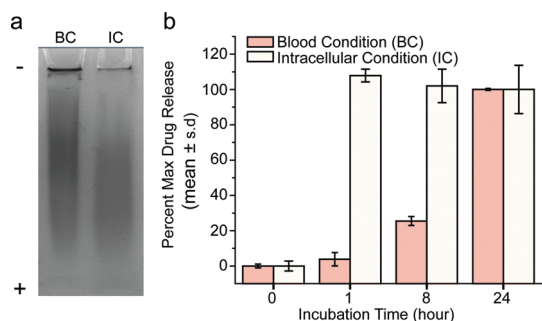 a
BC IC
-
+
b
Percent Max Drug Release
(mean ± s.d)
120
100
80
60
40
20
0
Blood Condition (BC)
Intracellular Condition (IC)
0 1 8 24
Incubation Time (hour)